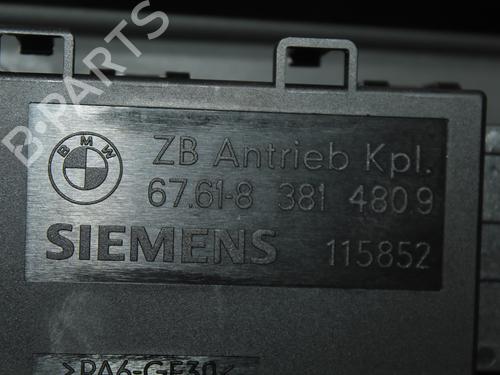 B-PARTS
BMW
ZB Antrieb Kpl.
67.61-8 381 480.9
SIEMENS 115852
>PA6-GF30<